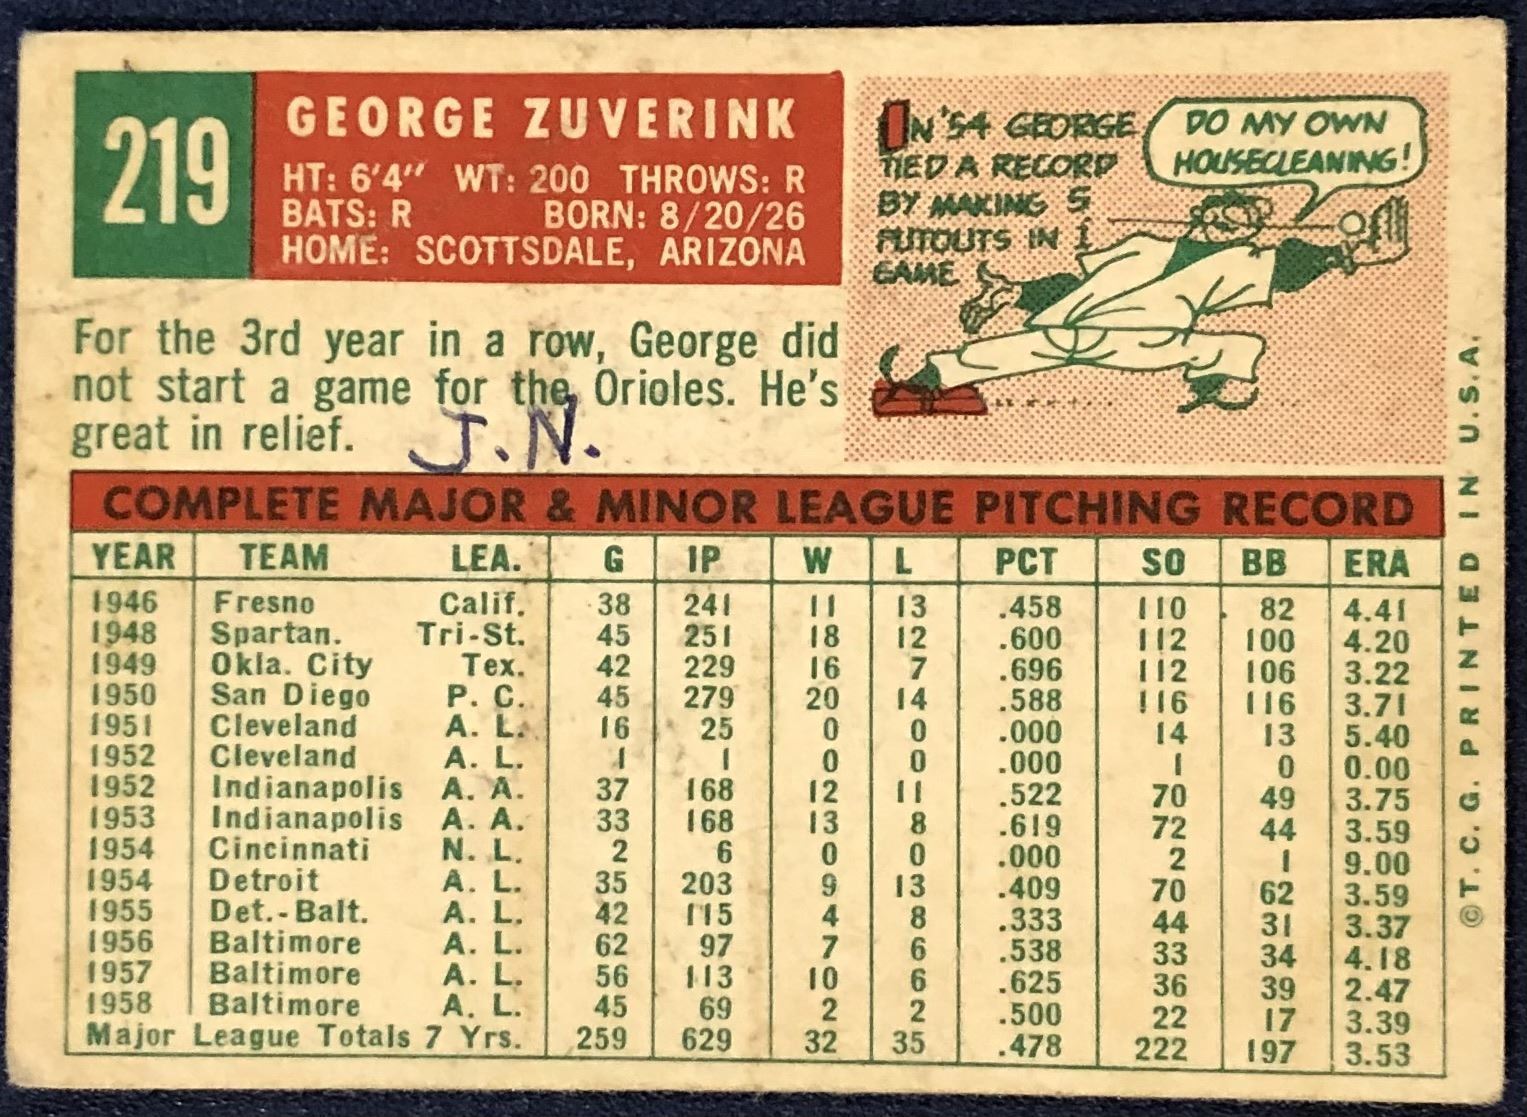 219
GEORGE ZUVERINK
HT: 6'4" WT: 200 THROWS: R
BATS: R BORN: 8/20/26
HOME: SCOTTSDALE, ARIZONA
IN '54 GEORGE
TIED A RECORD
BY MAKING 5
PUTOUTS IN 1
GAME
DO MY OWN
HOUSECLEANING!
For the 3rd year in a row, George did
not start a game for the Orioles. He's
great in relief.
J.N.
COMPLETE MAJOR & MINOR LEAGUE PITCHING RECORD
YEAR TEAM LEA. G IP W L PCT SO BB ERA
1946 Fresno Calif. 38 241 11 13 .458 110 82 4.41
1948 Spartan. Tri-St. 45 251 18 12 .600 112 100 4.20
1949 Okla. City Tex. 42 229 16 7 .696 112 106 3.22
1950 San Diego P. C. 45 279 20 14 .588 116 116 3.71
1951 Cleveland A. L. 16 25 0 0 .000 14 13 5.40
1952 Cleveland A. L. 1 1 0 0 .000 1 0 0.00
1952 Indianapolis A. A. 37 168 12 11 .522 70 49 3.75
1953 Indianapolis A. A. 33 168 13 8 .619 72 44 3.59
1954 Cincinnati N. L. 2 6 0 0 .000 2 1 9.00
1954 Detroit A. L. 35 203 9 13 .409 70 62 3.59
1955 Det.-Balt. A. L. 42 115 4 8 .333 44 31 3.37
1956 Baltimore A. L. 62 97 7 6 .538 33 34 4.18
1957 Baltimore A. L. 56 113 10 6 .625 36 39 2.47
1958 Baltimore A. L. 45 69 2 2 .500 22 17 3.39
Major League Totals 7 Yrs. 259 629 32 35 .478 222 197 3.53
©T.C.G. PRINTED IN U.S.A.